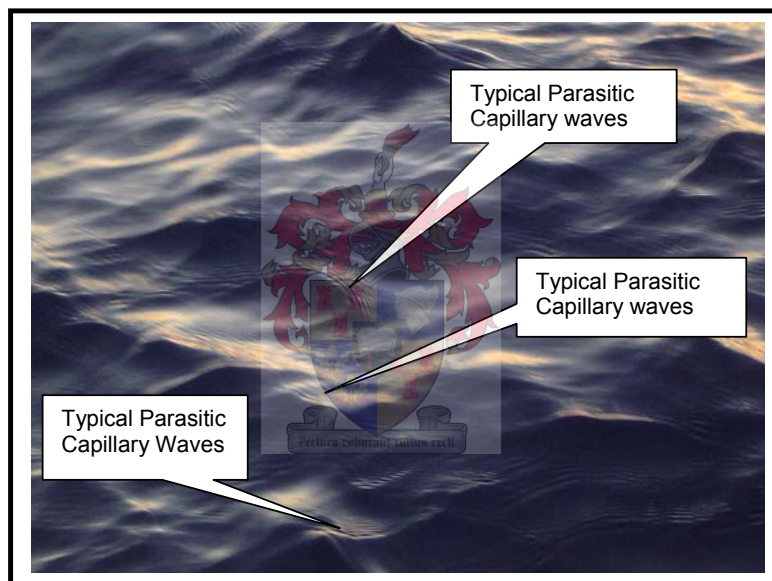 Typical Parasitic
Capillary waves
Typical Parasitic
Capillary waves
Typical Parasitic
Capillary Waves
Pectora roborant cultus recti